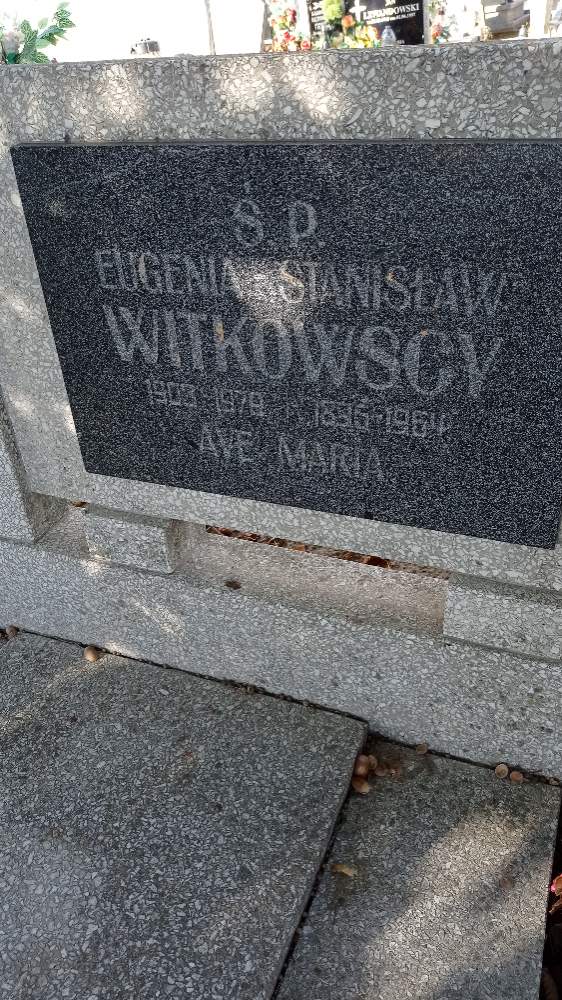 Ś. P.
EUGENIA STANISŁAW
WITKOWSCY
1903-1979 1896-1964
AVE MARIA